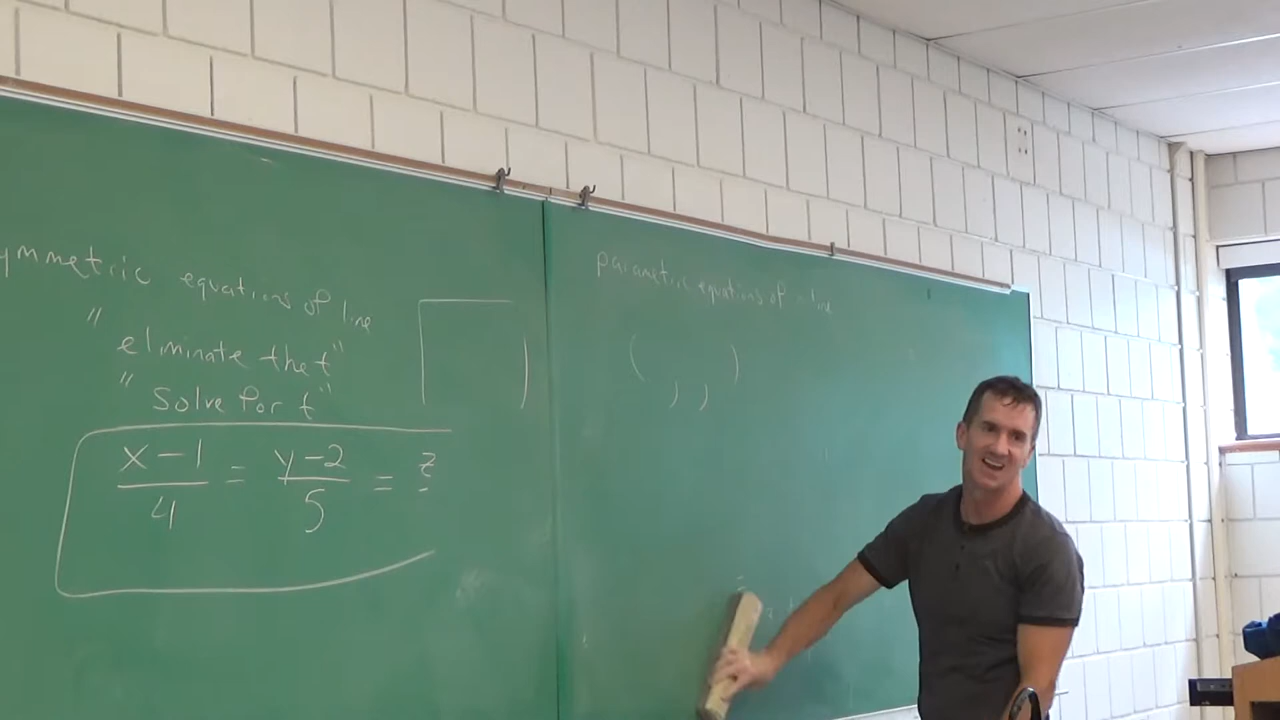 ymmetric equations of line
" eliminate the t"
" Solve for t"
x - 1 / 4 = y - 2 / 5 = z
parametric equations of a line
( , , )